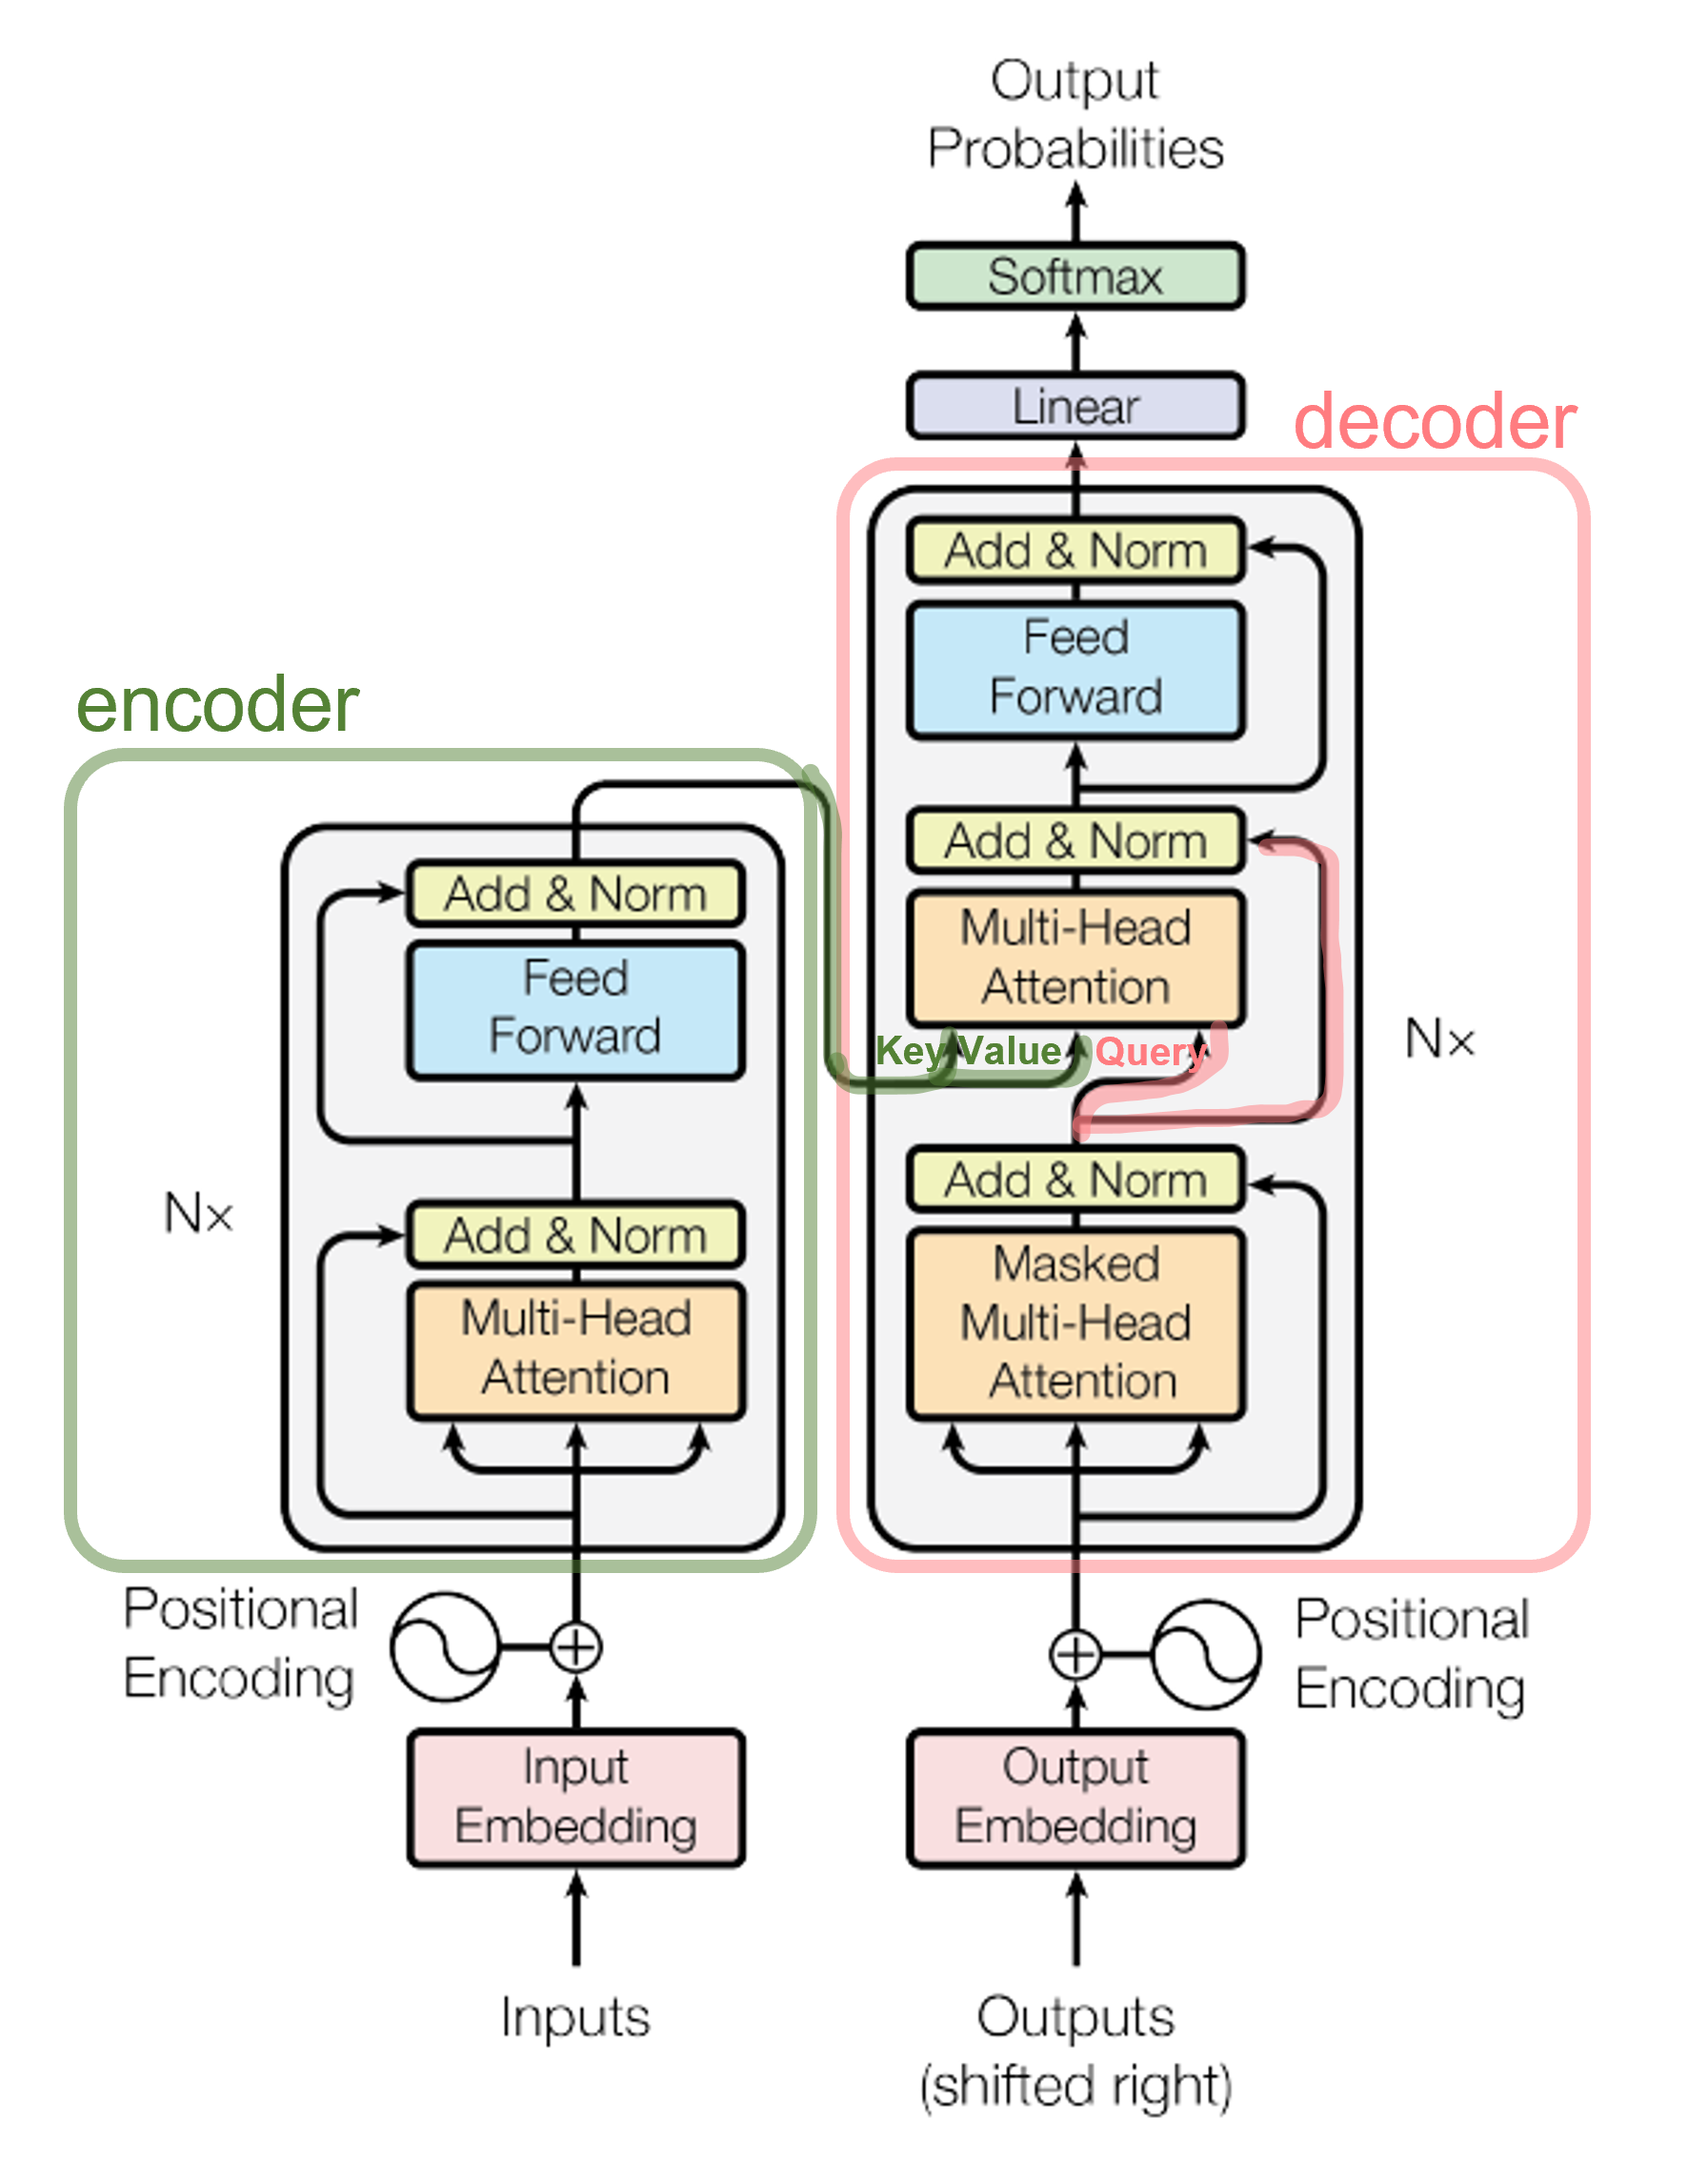 Output
Probabilities
Softmax
Linear
decoder
Add & Norm
Feed
Forward
Add & Norm
Multi-Head
Attention
Key Value Query
Nx
Add & Norm
Masked
Multi-Head
Attention
encoder
Add & Norm
Feed
Forward
Nx
Add & Norm
Multi-Head
Attention
Positional
Encoding
Positional
Encoding
Input
Embedding
Output
Embedding
Inputs
Outputs
(shifted right)